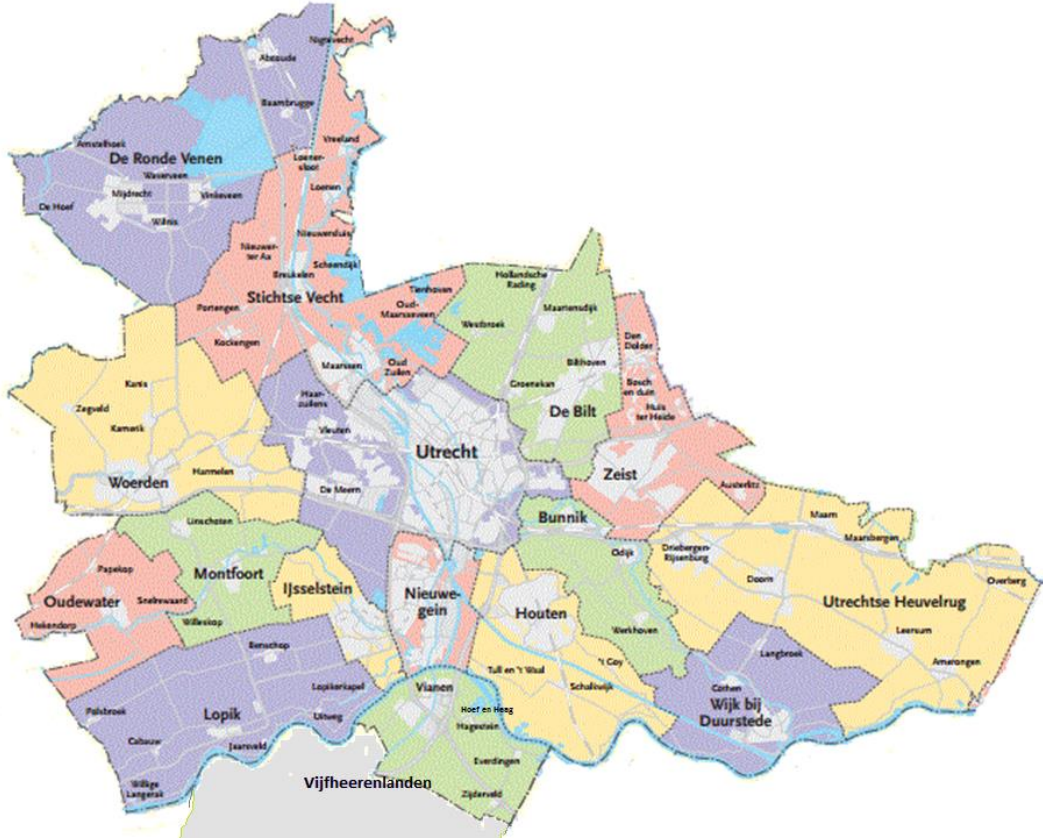 Nigtevecht
Abcoude
Baambrugge
Vreeland
Amstelhoek
De Ronde Venen
Loener-
sloot
Waverveen
Mijdrecht
Vinkeveen
Loenen
De Hoef
Wilnis
Nieuwersluis
Nieuwer-
ter Aa
Scheendijk
Breukelen
Hollandsche
Rading
Stichtse Vecht
Tienhoven
Oud-
Maarsseveen
Maartensdijk
Portengen
Westbroek
Den
Dolder
Kockengen
Maarssen
Oud
Zuilen
Bilthoven
Groenekan
Bosch
en duin
Kanis
Haar-
zuilens
De Bilt
Huis
ter Heide
Zegveld
Kamerik
Vleuten
Utrecht
Harmelen
Zeist
Woerden
De Meern
Austerlitz
Linschoten
Bunnik
Maarn
Maarsbergen
Odijk
Driebergen-
Rijsenburg
Papekop
Montfoort
IJsselstein
Doorn
Overberg
Oudewater
Snelrewaard
Nieuwe-
gein
Houten
Utrechtse Heuvelrug
Hekendorp
Willeskop
Werkhoven
Leersum
Benschop
Langbroek
Tull en 't Waal
't Goy
Amerongen
Lopikerkapel
Vianen
Schalkwijk
Cothen
Polsbroek
Lopik
Uitweg
Hoef en Haag
Hagestein
Wijk bij
Duurstede
Cabauw
Jaarsveld
Everdingen
Willige
Langerak
Vijfheerenlanden
Zijderveld